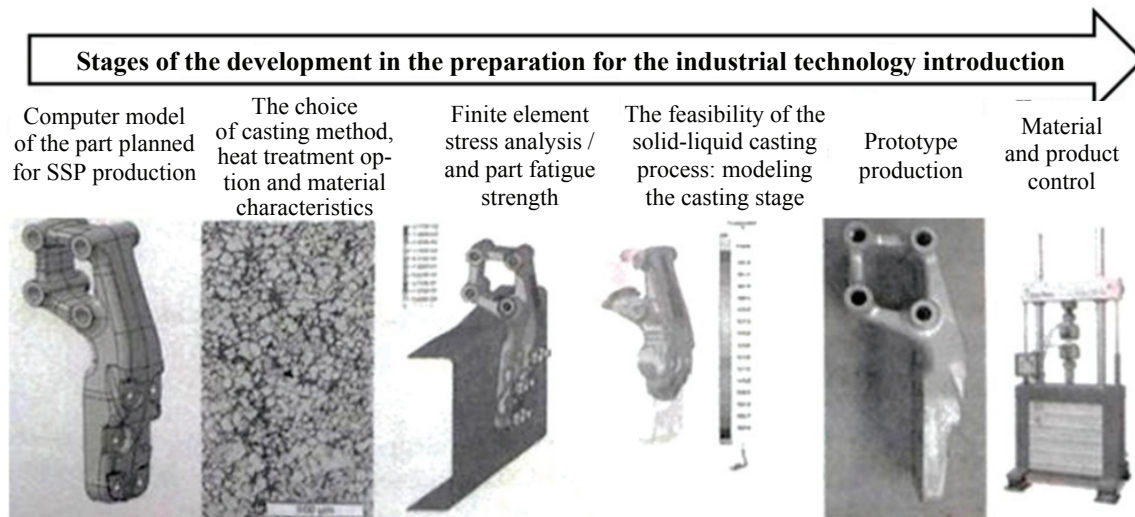 Stages of the development in the preparation for the industrial technology introduction
Computer model
of the part planned
for SSP production
The choice
of casting method,
heat treatment op-
tion and material
characteristics
Finite element
stress analysis /
and part fatigue
strength
The feasibility of the
solid-liquid casting
process: modeling
the casting stage
Prototype
production
Material
and product
control